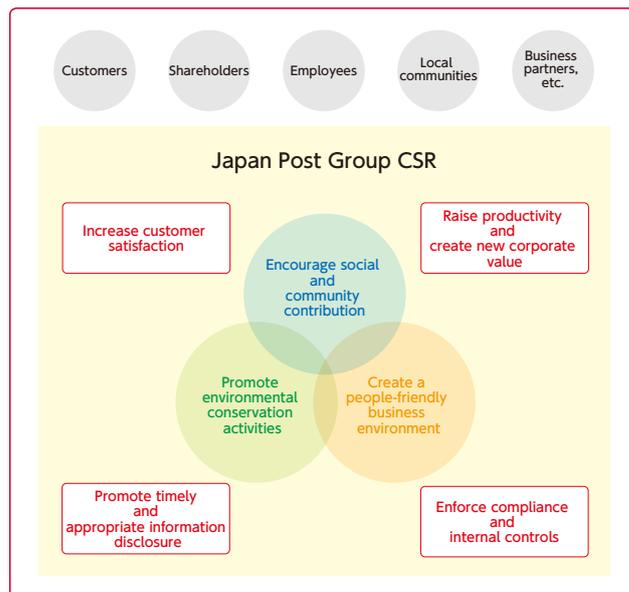 Customers
Shareholders
Employees
Local
communities
Business
partners,
etc.
Japan Post Group CSR
Increase customer
satisfaction
Raise productivity
and
create new corporate
value
Encourage social
and
community
contribution
Promote
environmental
conservation
activities
Create a
people-friendly
business
environment
Promote timely
and
appropriate information
disclosure
Enforce compliance
and
internal controls